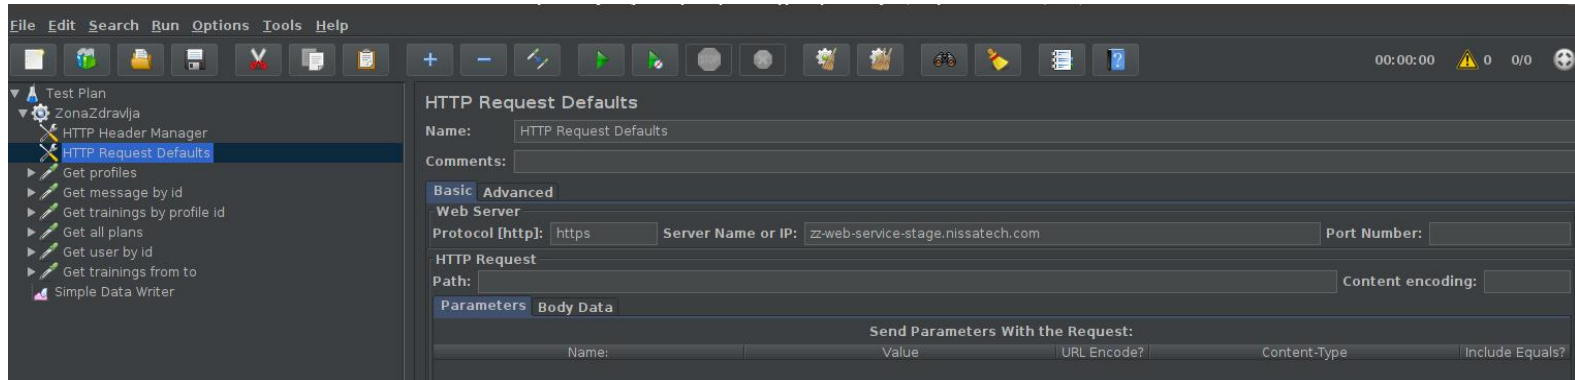 File Edit Search Run Options Tools Help
00:00:00 0 0/0
Test Plan
ZonaZdravlja
HTTP Header Manager
HTTP Request Defaults
Get profiles
Get message by id
Get trainings by profile id
Get all plans
Get user by id
Get trainings from to
Simple Data Writer
HTTP Request Defaults
Name: HTTP Request Defaults
Comments:
Basic Advanced
Web Server
Protocol [http]: https Server Name or IP: zz-web-service-stage.nissatech.com Port Number:
HTTP Request
Path: Content encoding:
Parameters Body Data
Send Parameters With the Request:
Name: Value URL Encode? Content-Type Include Equals?